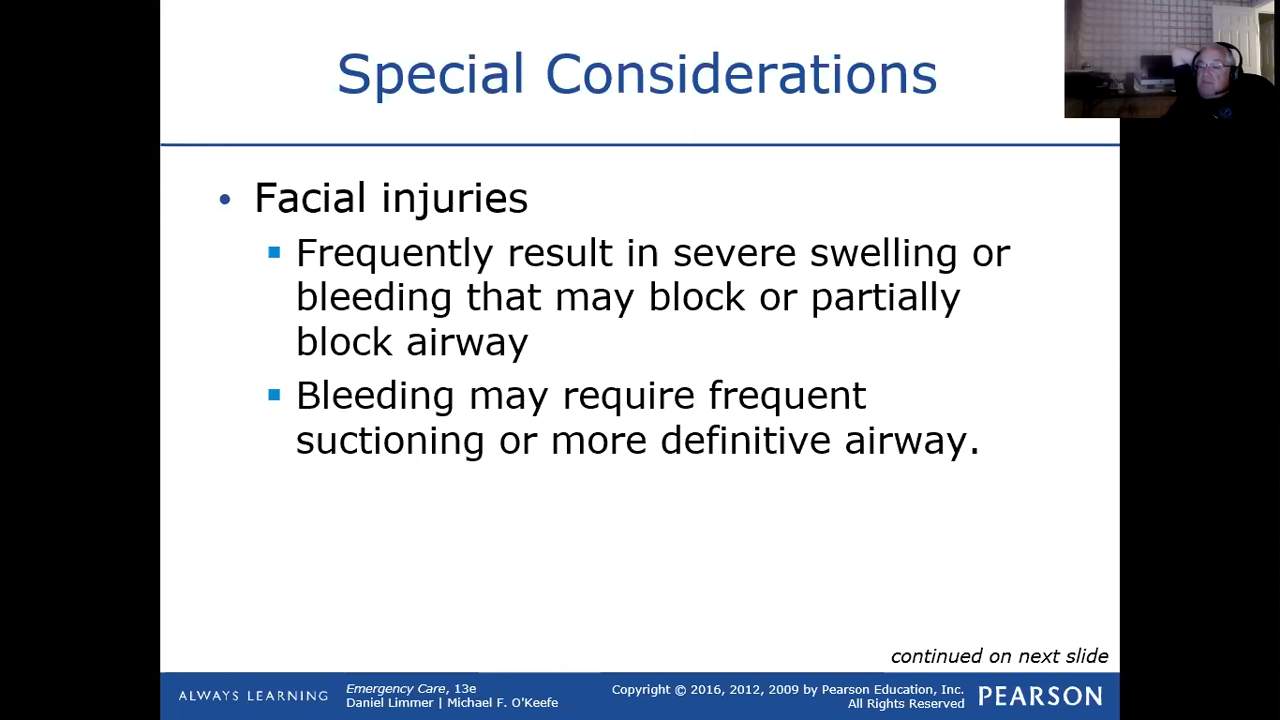 Special Considerations
• Facial injuries
▪ Frequently result in severe swelling or
bleeding that may block or partially
block airway
▪ Bleeding may require frequent
suctioning or more definitive airway.
continued on next slide
ALWAYS LEARNING
Emergency Care, 13e
Daniel Limmer | Michael F. O'Keefe
Copyright © 2016, 2012, 2009 by Pearson Education, Inc.
All Rights Reserved
PEARSON